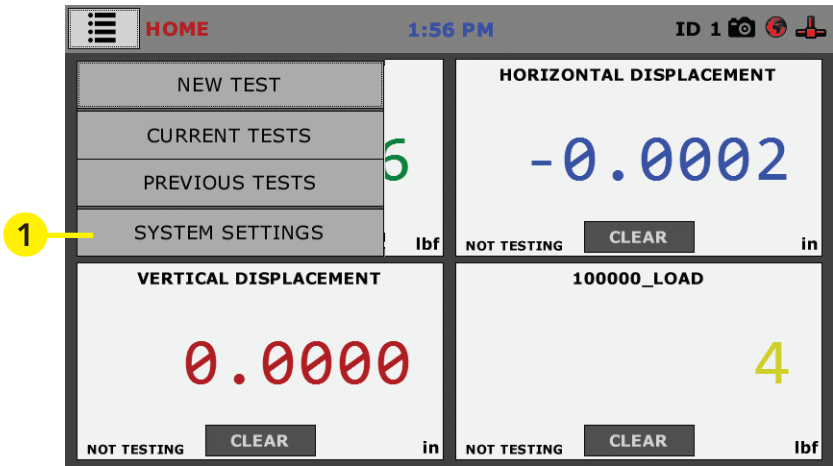 HOME 1:56 PM ID 1
NEW TEST
CURRENT TESTS
PREVIOUS TESTS
1 SYSTEM SETTINGS
6
lbf
HORIZONTAL DISPLACEMENT
-0.0002
NOT TESTING CLEAR in
VERTICAL DISPLACEMENT
0.0000
NOT TESTING CLEAR in
100000_LOAD
4
NOT TESTING CLEAR lbf